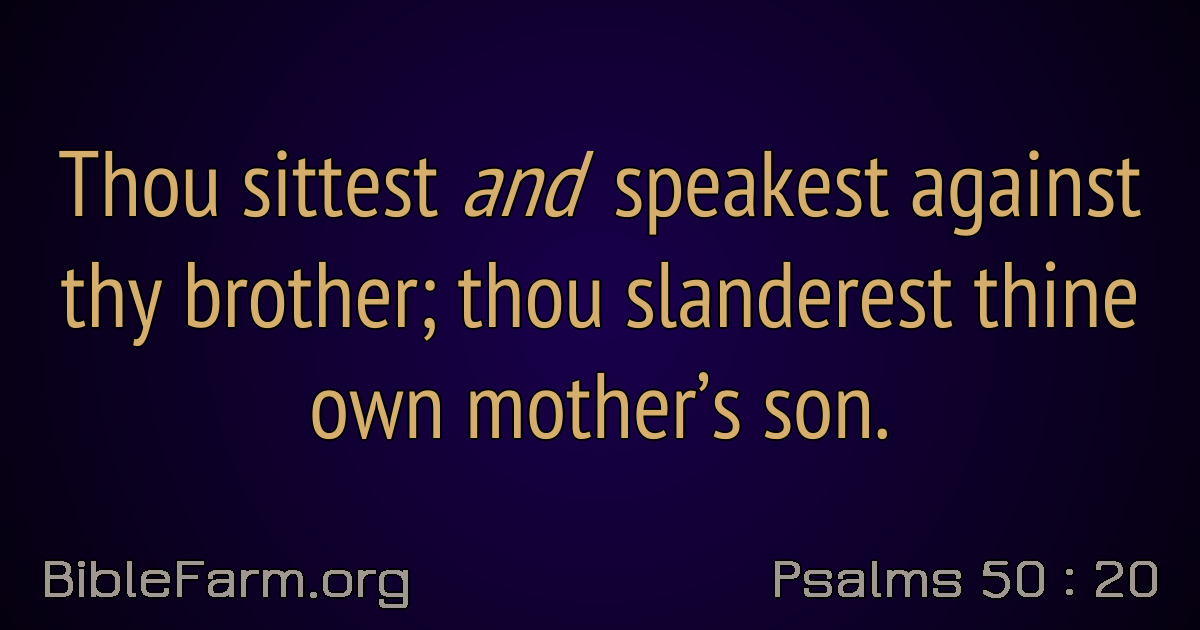 Thou sittest and speakest against
thy brother; thou slanderest thine
own mother’s son.
BibleFarm.org
Psalms 50 : 20